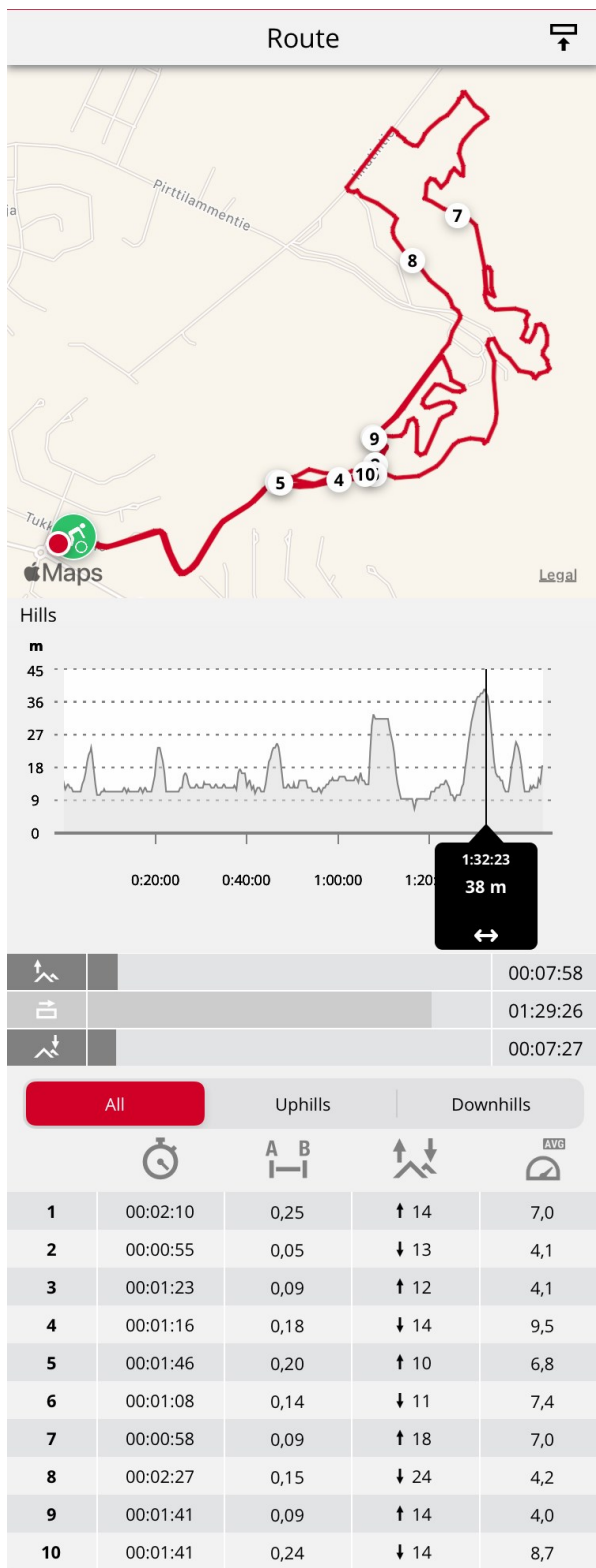 Route
Pirttilammentie
ja
7
8
9
10
4
5
Tukk
Maps
Legal
Hills
m
45
36
27
18
9
0
0:20:00 0:40:00 1:00:00 1:20:
1:32:23
38 m
00:07:58
01:29:26
00:07:27
All Uphills Downhills
A B AVG
1 00:02:10 0,25 14 7,0
2 00:00:55 0,05 13 4,1
3 00:01:23 0,09 12 4,1
4 00:01:16 0,18 14 9,5
5 00:01:46 0,20 10 6,8
6 00:01:08 0,14 11 7,4
7 00:00:58 0,09 18 7,0
8 00:02:27 0,15 24 4,2
9 00:01:41 0,09 14 4,0
10 00:01:41 0,24 14 8,7